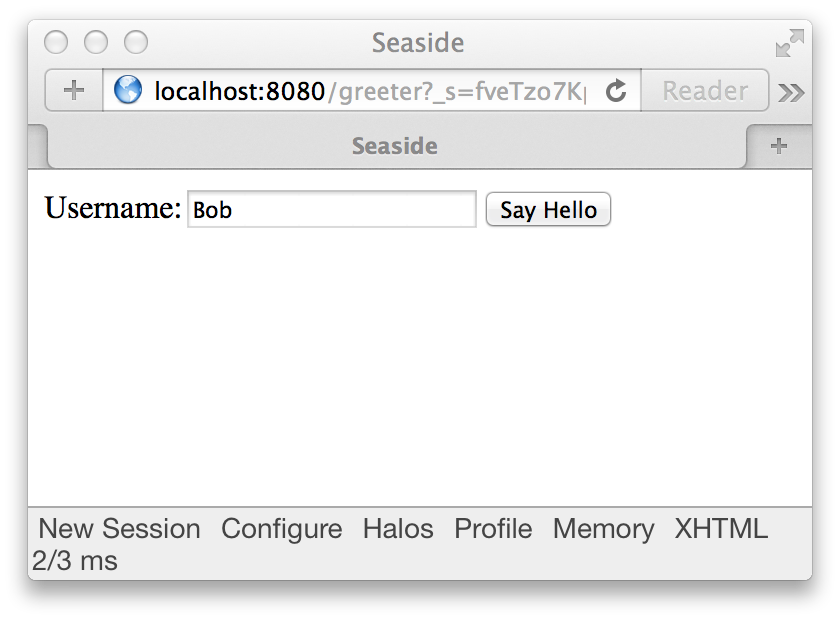 Seaside
localhost:8080/greeter?_s=fveTzo7K
Reader
Seaside
Username: Bob Say Hello
New Session Configure Halos Profile Memory XHTML
2/3 ms